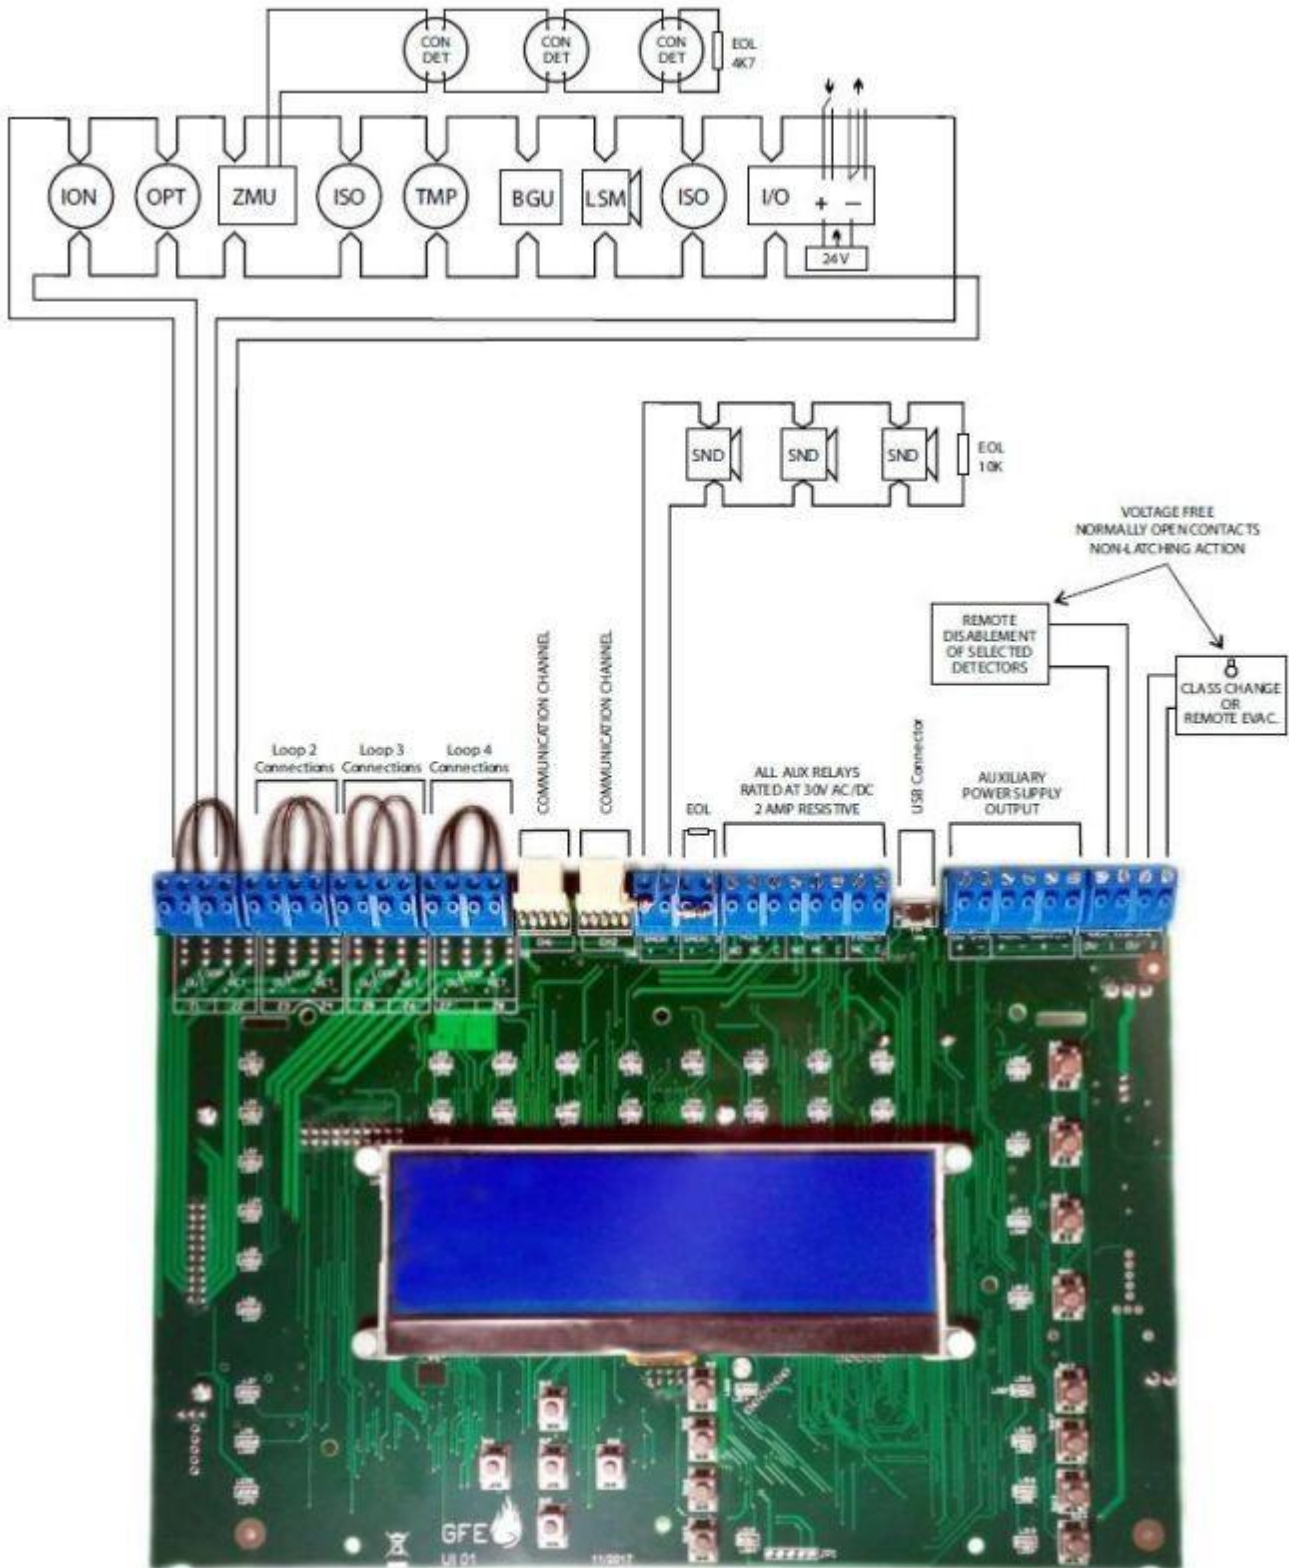 CON
DET
CON
DET
CON
DET
EOL
4K7
ION
OPT
ZMU
ISO
TMP
BGU
LSM
ISO
I/O
+ −
24V
SND
SND
SND
EOL
10K
VOLTAGE FREE
NORMALLY OPEN CONTACTS
NON-LATCHING ACTION
REMOTE
DISABLEMENT
OF SELECTED
DETECTORS
CLASS CHANGE
OR
REMOTE EVAC.
Loop 2
Connections
Loop 3
Connections
Loop 4
Connections
COMMUNICATION CHANNEL
COMMUNICATION CHANNEL
EOL
ALL AUX RELAYS
RATED AT 30V AC/DC
2 AMP RESISTIVE
USB Connector
AUXILIARY
POWER SUPPLY
OUTPUT
GFE
UI 01
11/2017